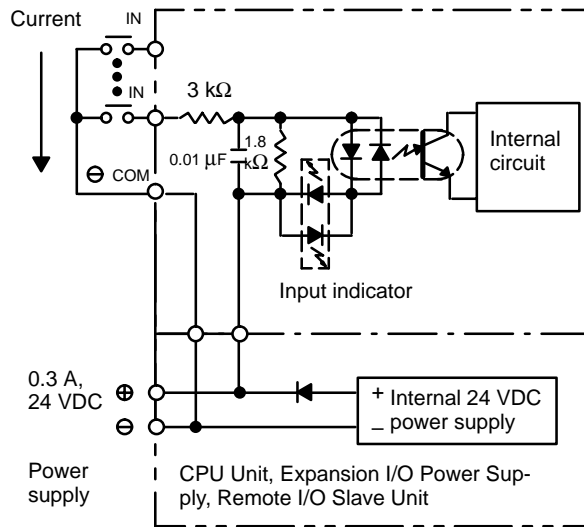 Current
IN
IN
3 kΩ
1.8
kΩ
0.01 μF
Internal
circuit
⊖ COM
Input indicator
0.3 A,
24 VDC
⊕
⊖
+ Internal 24 VDC
– power supply
Power
supply
CPU Unit, Expansion I/O Power Sup-
ply, Remote I/O Slave Unit